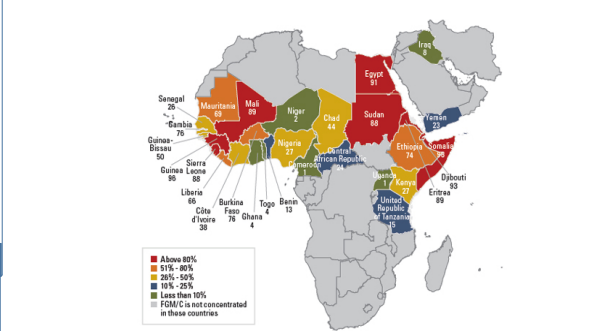 Iraq
8
Egypt
91
Senegal
26
Mauritania
69
Mali
89
Niger
2
Chad
44
Sudan
88
Yemen
23
Gambia
76
Guinea-
Bissau
50
Nigeria
27
Central
African Republic
24
Ethiopia
74
Somalia
98
Cameroon
1
Uganda
1
Kenya
27
Djibouti
93
Eritrea
89
Guinea
96
Sierra
Leone
88
Liberia
66
Côte
d'Ivoire
38
Burkina
Faso
76
Ghana
4
Togo
4
Benin
13
United
Republic
of Tanzania
15
Above 80%
51% - 80%
26% - 50%
10% - 25%
Less than 10%
FGM/C is not concentrated
in these countries